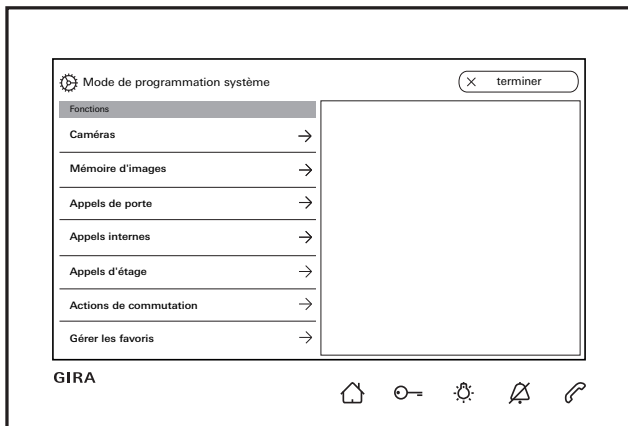 Mode de programmation système
terminer
Fonctions
Caméras
Mémoire d'images
Appels de porte
Appels internes
Appels d'étage
Actions de commutation
Gérer les favoris
GIRA